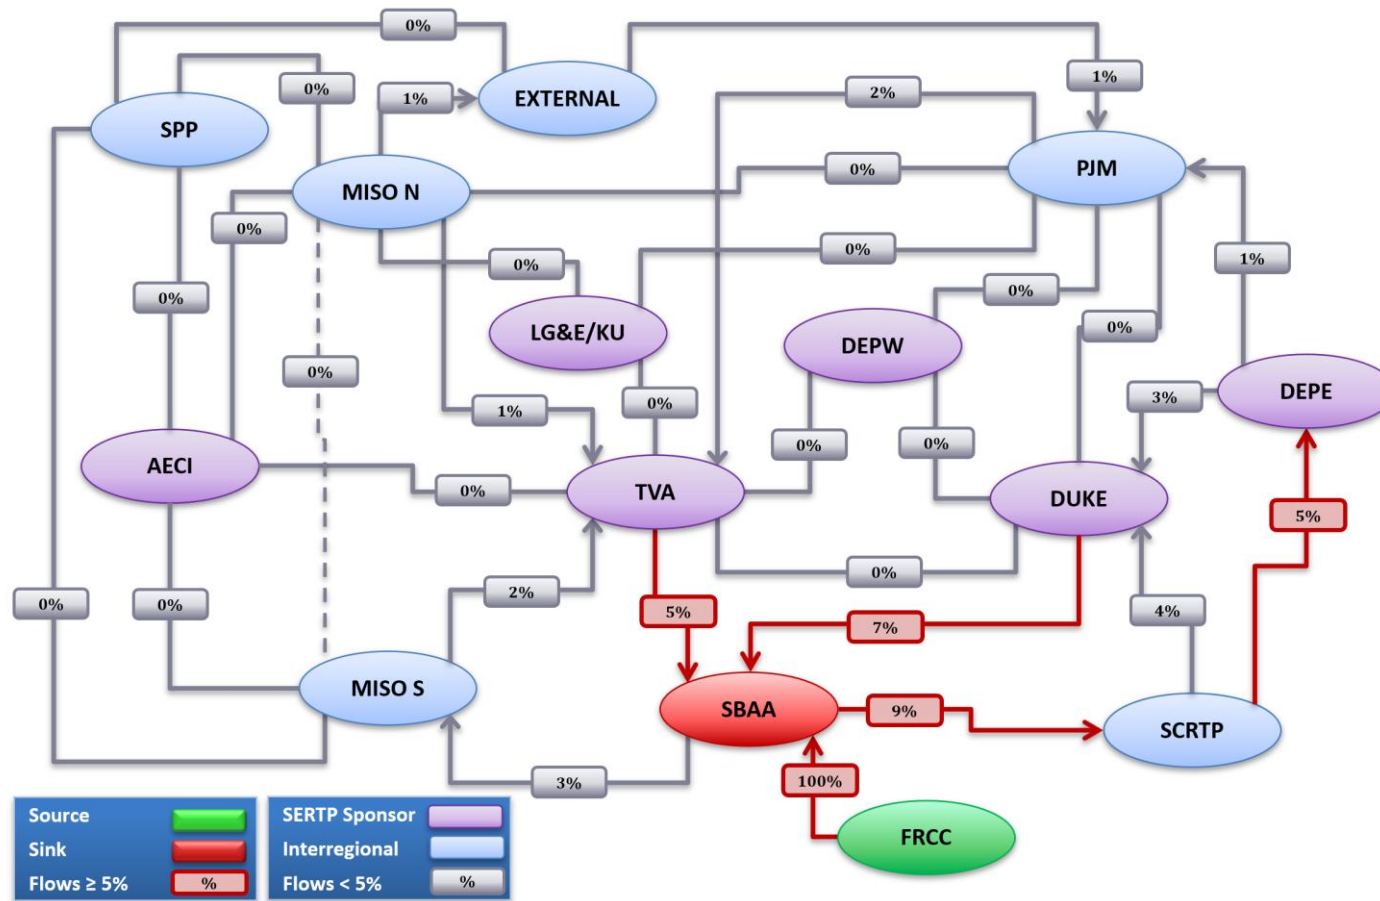 0%
EXTERNAL
1%
0%
1%
2%
SPP
MISO N
0%
PJM
0%
0%
0%
1%
0%
0%
0%
LG&E/KU
DEPW
0%
0%
DEPE
3%
1%
0%
0%
0%
AECI
0%
TVA
DUKE
5%
0%
0%
2%
0%
4%
5%
7%
MISO S
SBAA
9%
SCRTP
3%
100%
FRCC
Source
Sink
Flows ≥ 5%
%
SERTP Sponsor
Interregional
Flows < 5%
%